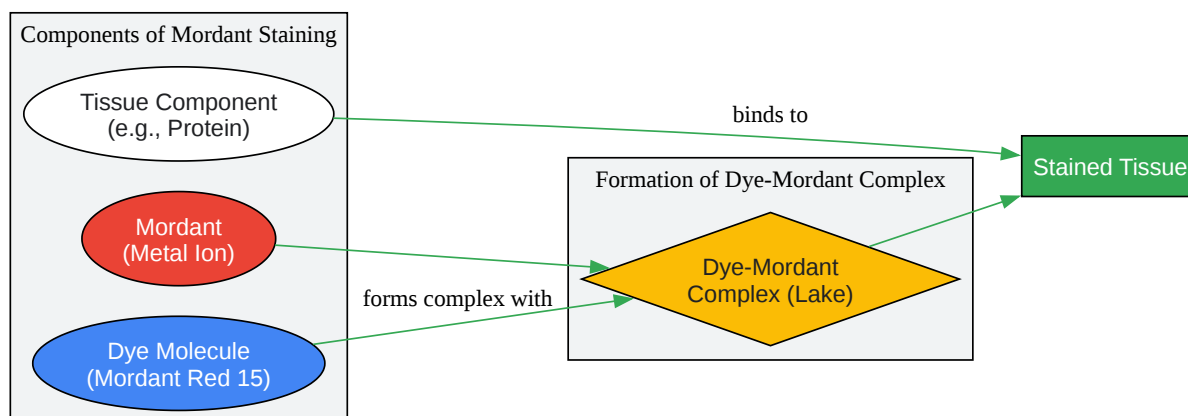 Components of Mordant Staining
Tissue Component
(e.g., Protein)
binds to
Stained Tissue
Formation of Dye-Mordant Complex
Mordant
(Metal Ion)
Dye-Mordant
Complex (Lake)
forms complex with
Dye Molecule
(Mordant Red 15)